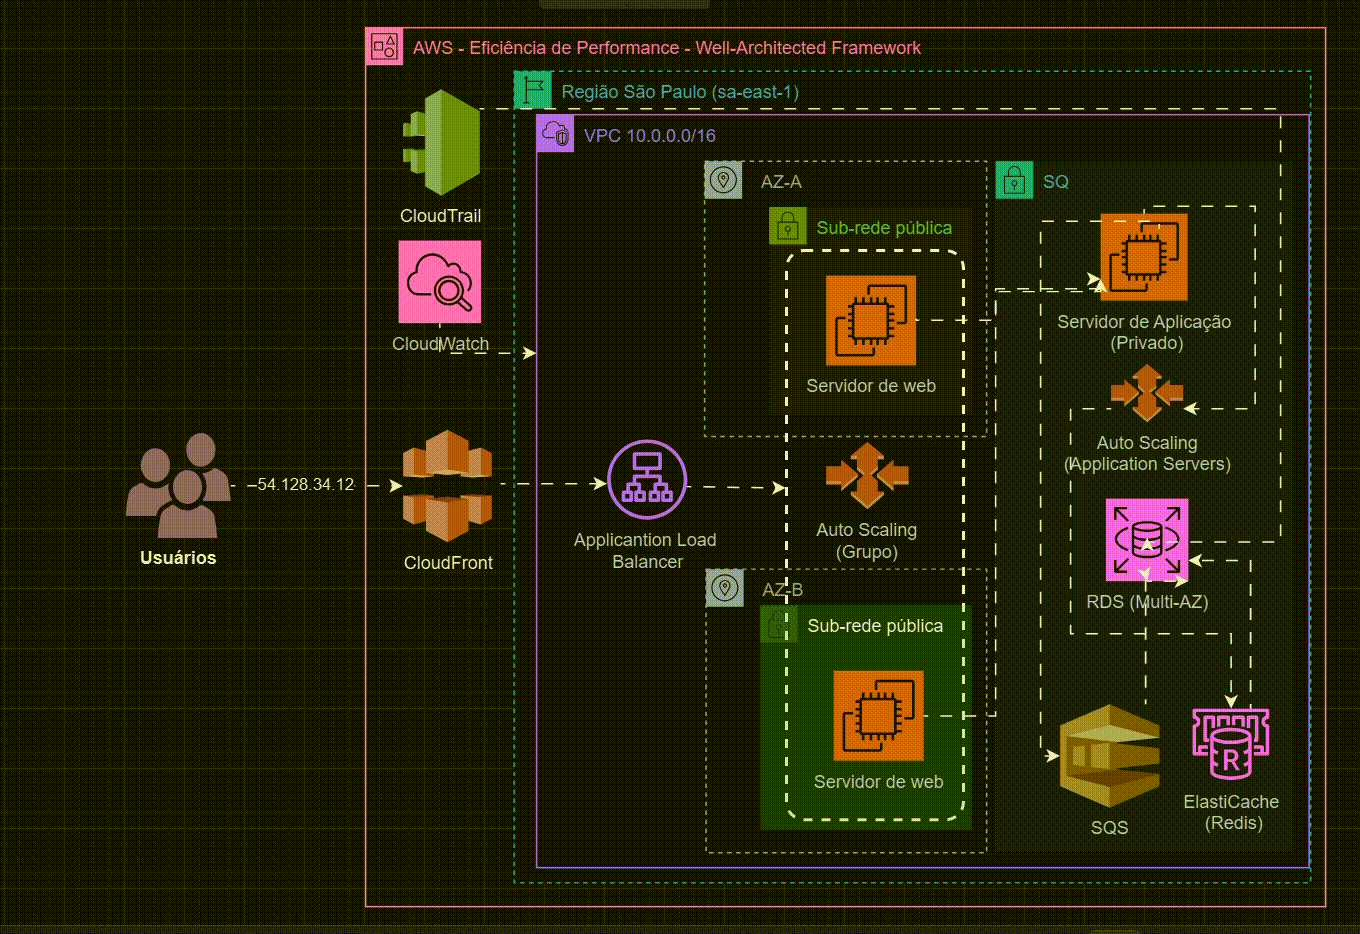 AWS - Eficiência de Performance - Well-Architected Framework
Região São Paulo (sa-east-1)
VPC 10.0.0.0/16
AZ-A
SQ
Sub-rede pública
CloudTrail
CloudWatch
Servidor de web
Servidor de Aplicação
(Privado)
Auto Scaling
(Application Servers)
54.128.34.12
Usuários
CloudFront
Applicantion Load
Balancer
Auto Scaling
(Grupo)
RDS (Multi-AZ)
AZ-B
Sub-rede pública
Servidor de web
R
SQS
ElastiCache
(Redis)